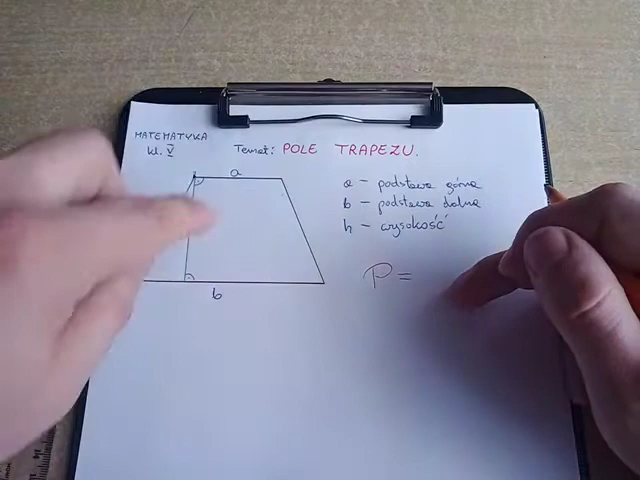 MATEMATYKA
kl. V
Temat: POLE TRAPEZU.
a
a – podstawa górna
b – podstawa dolna
h – wysokość
P =
b